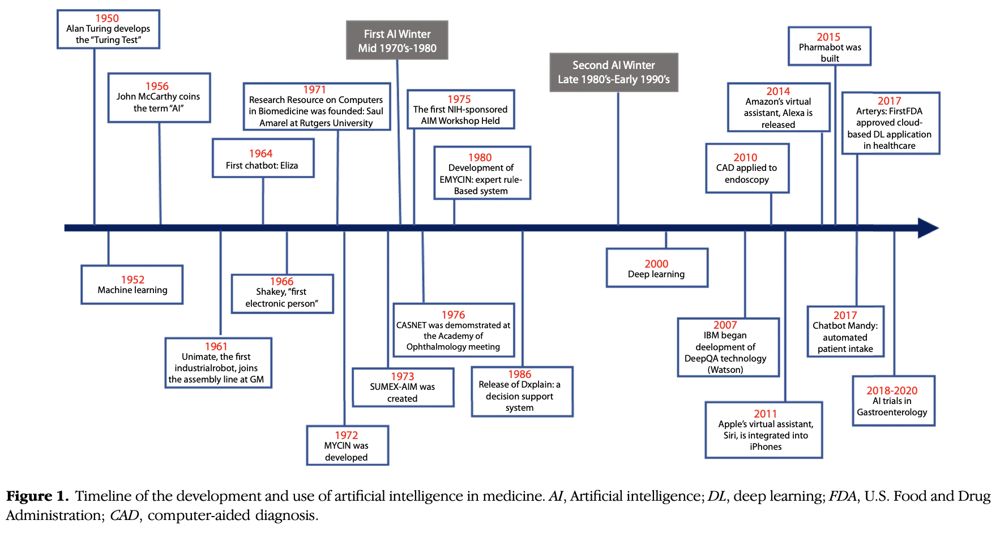 1950
Alan Turing develops
the “Turing Test”
1956
John McCarthy coins
the term “AI”
1964
First chatbot: Eliza
1971
Research Resource on Computers
in Biomedicine was founded: Saul
Amarel at Rutgers University
First AI Winter
Mid 1970’s-1980
1975
The first NIH-sponsored
AIM Workshop Held
1980
Development of
EMYCIN: expert rule-
Based system
Second AI Winter
Late 1980’s-Early 1990’s
2010
CAD applied to
endoscopy
2014
Amazon’s virtual
assistant, Alexa is
released
2015
Pharmabot was
built
2017
Arterys: FirstFDA
approved cloud-
based DL application
in healthcare
1952
Machine learning
1961
Unimate, the first
industrialrobot, joins
the assembly line at GM
1966
Shakey, “first
electronic person”
1972
MYCIN was
developed
1973
SUMEX-AIM was
created
1976
CASNET was demomstrated at
the Academy of
Ophthalmology meeting
1986
Release of Dxplain: a
decision support
system
2000
Deep learning
2007
IBM began
deelopment of
DeepQA technology
(Watson)
2011
Apple’s virtual assistant,
Siri, is integrated into
iPhones
2017
Chatbot Mandy:
automated
patient intake
2018-2020
AI trials in
Gastroenterology
Figure 1. Timeline of the development and use of artificial intelligence in medicine. AI, Artificial intelligence; DL, deep learning; FDA, U.S. Food and Drug
Administration; CAD, computer-aided diagnosis.